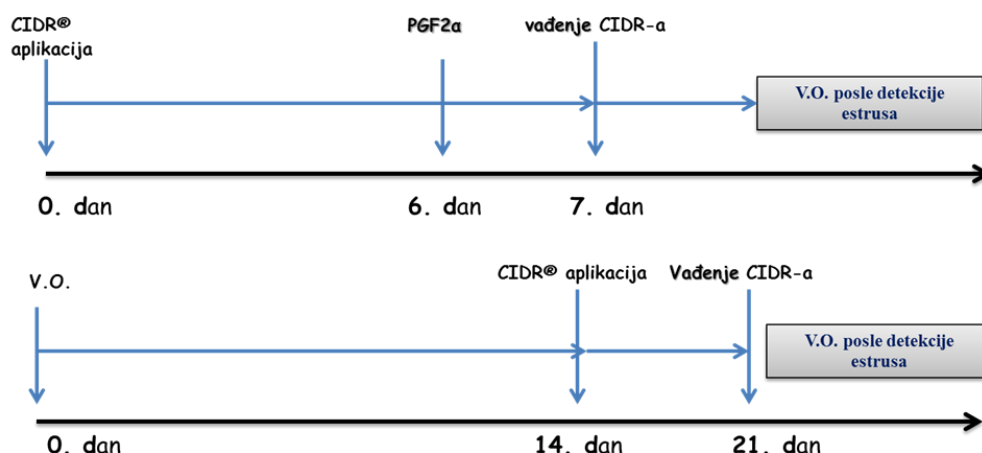 CIDR®
aplikacija
PGF2α
vađenje CIDR-a
V.O. posle detekcije
estrusa
0. dan
6. dan
7. dan
V.O.
CIDR® aplikacija
Vađenje CIDR-a
V.O. posle detekcije
estrusa
0. dan
14. dan
21. dan